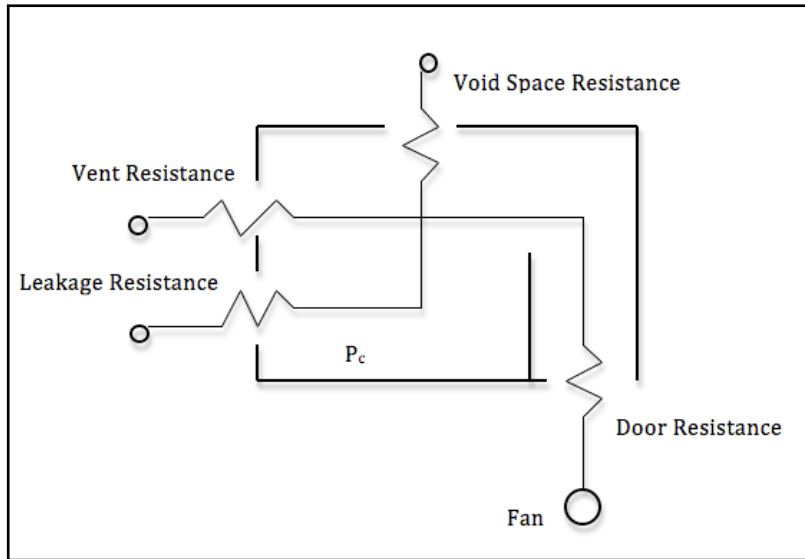 Void Space Resistance
Vent Resistance
Leakage Resistance
Pc
Door Resistance
Fan